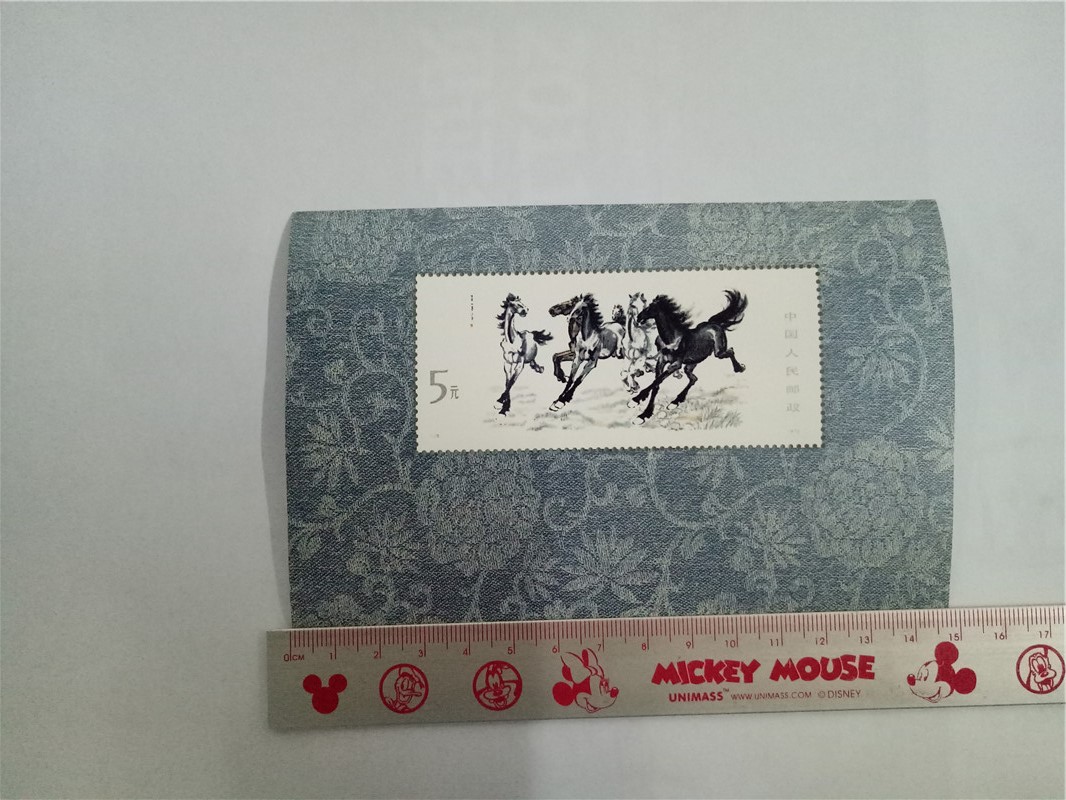 5元
中国人民邮政
0CM 1 2 3 4 5 6 7 8 9 10 11 12 13 14 15 16 17
MICKEY MOUSE
UNIMASS™ WWW.UNIMASS.COM ©DISNEY